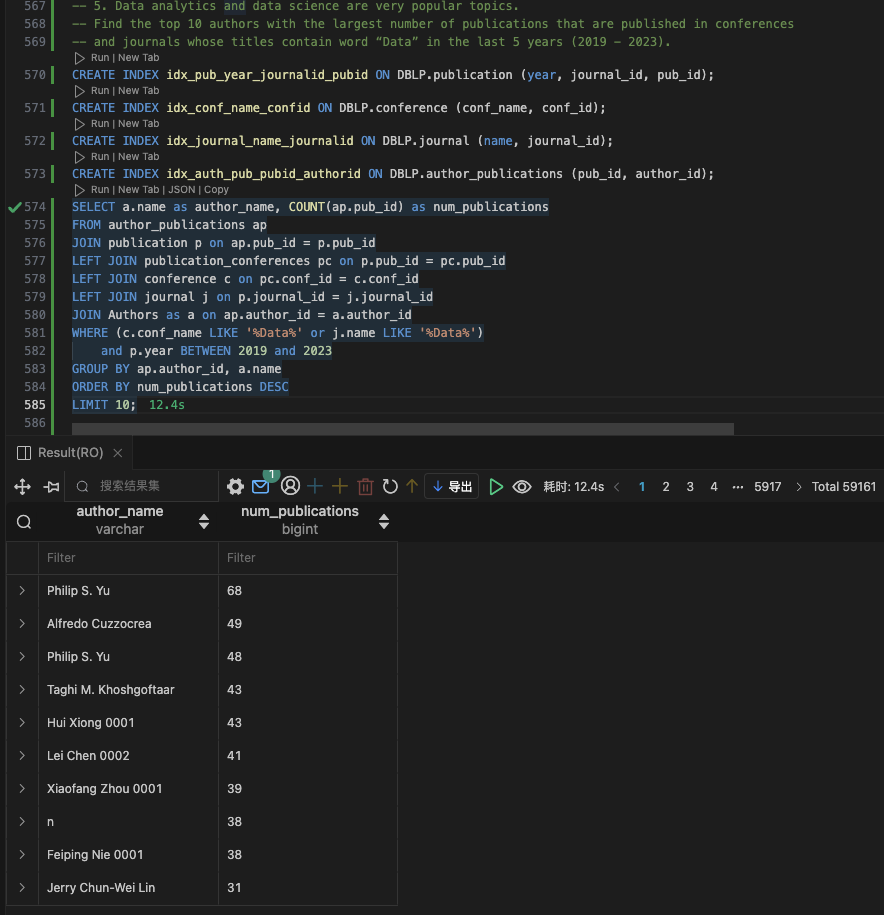 567 -- 5. Data analytics and data science are very popular topics.
568 -- Find the top 10 authors with the largest number of publications that are published in conferences
569 -- and journals whose titles contain word “Data” in the last 5 years (2019 - 2023).
Run | New Tab
570 CREATE INDEX idx_pub_year_journalid_pubid ON DBLP.publication (year, journal_id, pub_id);
Run | New Tab
571 CREATE INDEX idx_conf_name_confid ON DBLP.conference (conf_name, conf_id);
Run | New Tab
572 CREATE INDEX idx_journal_name_journalid ON DBLP.journal (name, journal_id);
Run | New Tab
573 CREATE INDEX idx_auth_pub_pubid_authorid ON DBLP.author_publications (pub_id, author_id);
Run | New Tab | JSON | Copy
574 SELECT a.name as author_name, COUNT(ap.pub_id) as num_publications
575 FROM author_publications ap
576 JOIN publication p on ap.pub_id = p.pub_id
577 LEFT JOIN publication_conferences pc on p.pub_id = pc.pub_id
578 LEFT JOIN conference c on pc.conf_id = c.conf_id
579 LEFT JOIN journal j on p.journal_id = j.journal_id
580 JOIN Authors as a on ap.author_id = a.author_id
581 WHERE (c.conf_name LIKE '%Data%' or j.name LIKE '%Data%')
582 and p.year BETWEEN 2019 and 2023
583 GROUP BY ap.author_id, a.name
584 ORDER BY num_publications DESC
585 LIMIT 10; 12.4s
586
Result(RO)
搜索结果集 1 导出 耗时: 12.4s 1 2 3 4 ··· 5917 Total 59161
author_name num_publications
varchar bigint
Filter Filter
Philip S. Yu 68
Alfredo Cuzzocrea 49
Philip S. Yu 48
Taghi M. Khoshgoftaar 43
Hui Xiong 0001 43
Lei Chen 0002 41
Xiaofang Zhou 0001 39
n 38
Feiping Nie 0001 38
Jerry Chun-Wei Lin 31